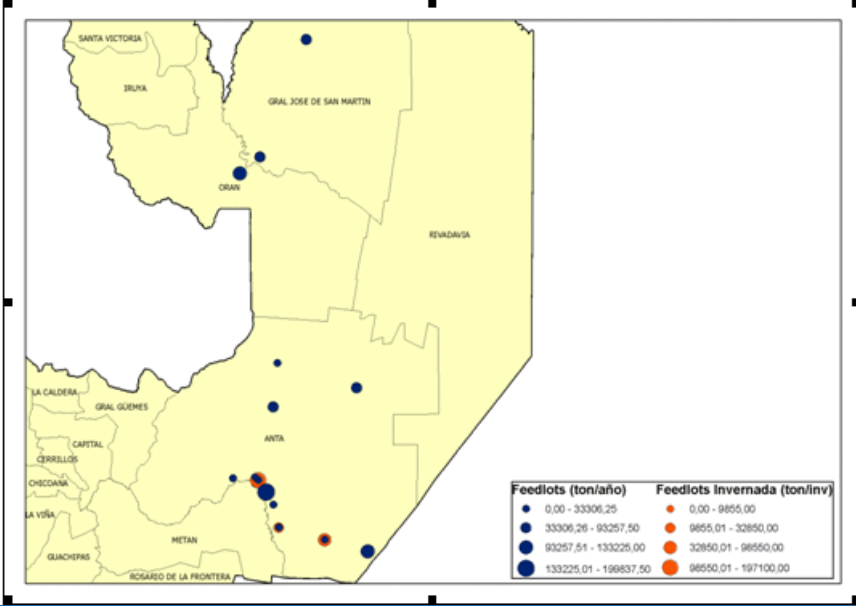 SANTA VICTORIA
IRUYA
GRAL JOSE DE SAN MARTIN
ORAN
RIVADAVIA
LA CALDERA
GRAL GÜEMES
ANTA
CAPITAL
CERRILLOS
CHICOANA
LA VIÑA
METAN
GUACHIPAS
ROSARIO DE LA FRONTERA
Feedlots (ton/año)
0,00 - 33306,25
33306,26 - 93257,50
93257,51 - 133225,00
133225,01 - 199837,50
Feedlots Invernada (ton/inv)
0,00 - 9855,00
9855,01 - 32850,00
32850,01 - 98550,00
98550,01 - 197100,00